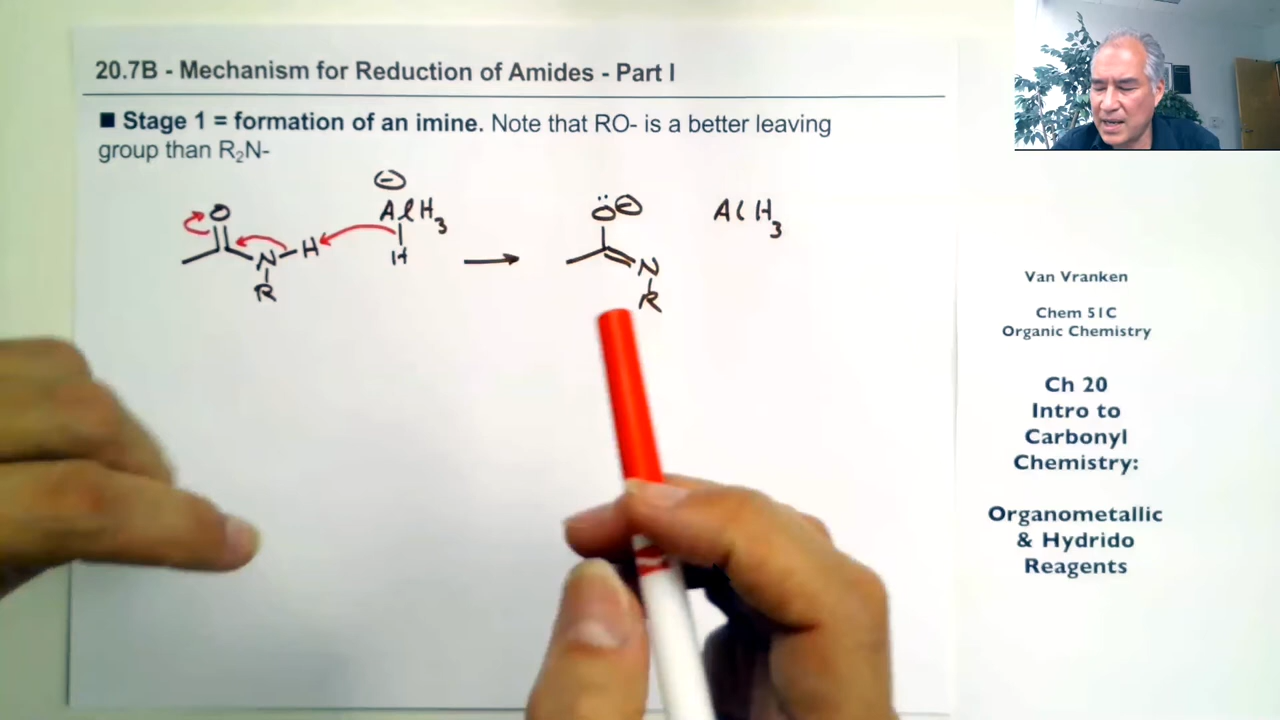 20.7B - Mechanism for Reduction of Amides - Part I
■ Stage 1 = formation of an imine. Note that RO- is a better leaving
group than R₂N-
⊖
O AlH₃ Ö⊖ AlH₃
N-H H N
R R
Van Vranken
Chem 51C
Organic Chemistry
Ch 20
Intro to
Carbonyl
Chemistry:
Organometallic
& Hydrido
Reagents